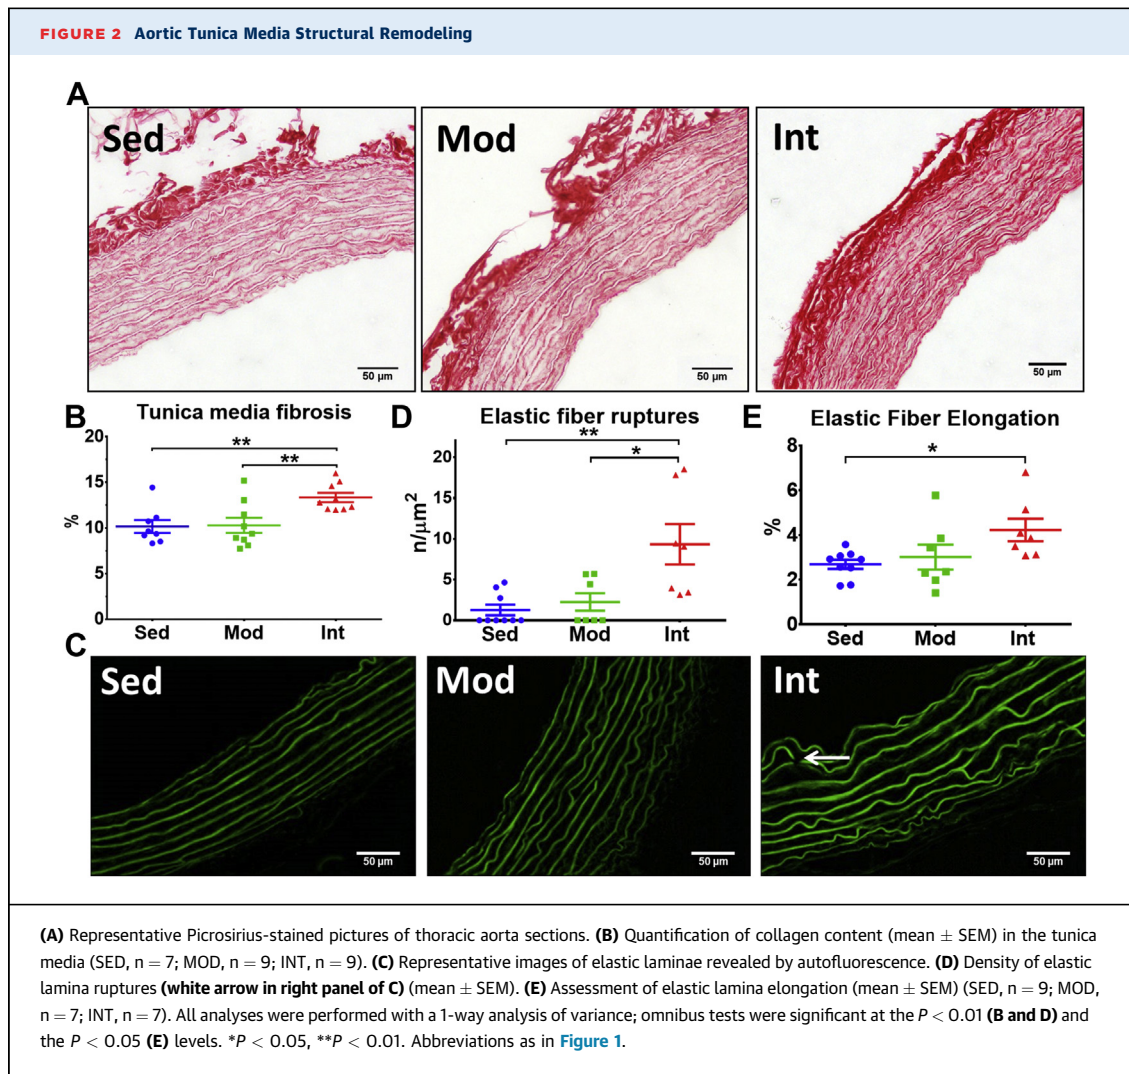 FIGURE 2 Aortic Tunica Media Structural Remodeling
A
Sed
Mod
Int
50 µm
50 µm
50 µm
B
Tunica media fibrosis
20
15
10
5
0
%
**
**
Sed
Mod
Int
D
Elastic fiber ruptures
20
15
10
5
0
n/µm²
**
*
Sed
Mod
Int
E
Elastic Fiber Elongation
8
6
4
2
0
%
*
Sed
Mod
Int
C
Sed
Mod
Int
50 µm
50 µm
50 µm
(A) Representative Picrosirius-stained pictures of thoracic aorta sections. (B) Quantification of collagen content (mean ± SEM) in the tunica
media (SED, n = 7; MOD, n = 9; INT, n = 9). (C) Representative images of elastic laminae revealed by autofluorescence. (D) Density of elastic
lamina ruptures (white arrow in right panel of C) (mean ± SEM). (E) Assessment of elastic lamina elongation (mean ± SEM) (SED, n = 9; MOD,
n = 7; INT, n = 7). All analyses were performed with a 1-way analysis of variance; omnibus tests were significant at the P < 0.01 (B and D) and
the P < 0.05 (E) levels. *P < 0.05, **P < 0.01. Abbreviations as in Figure 1.